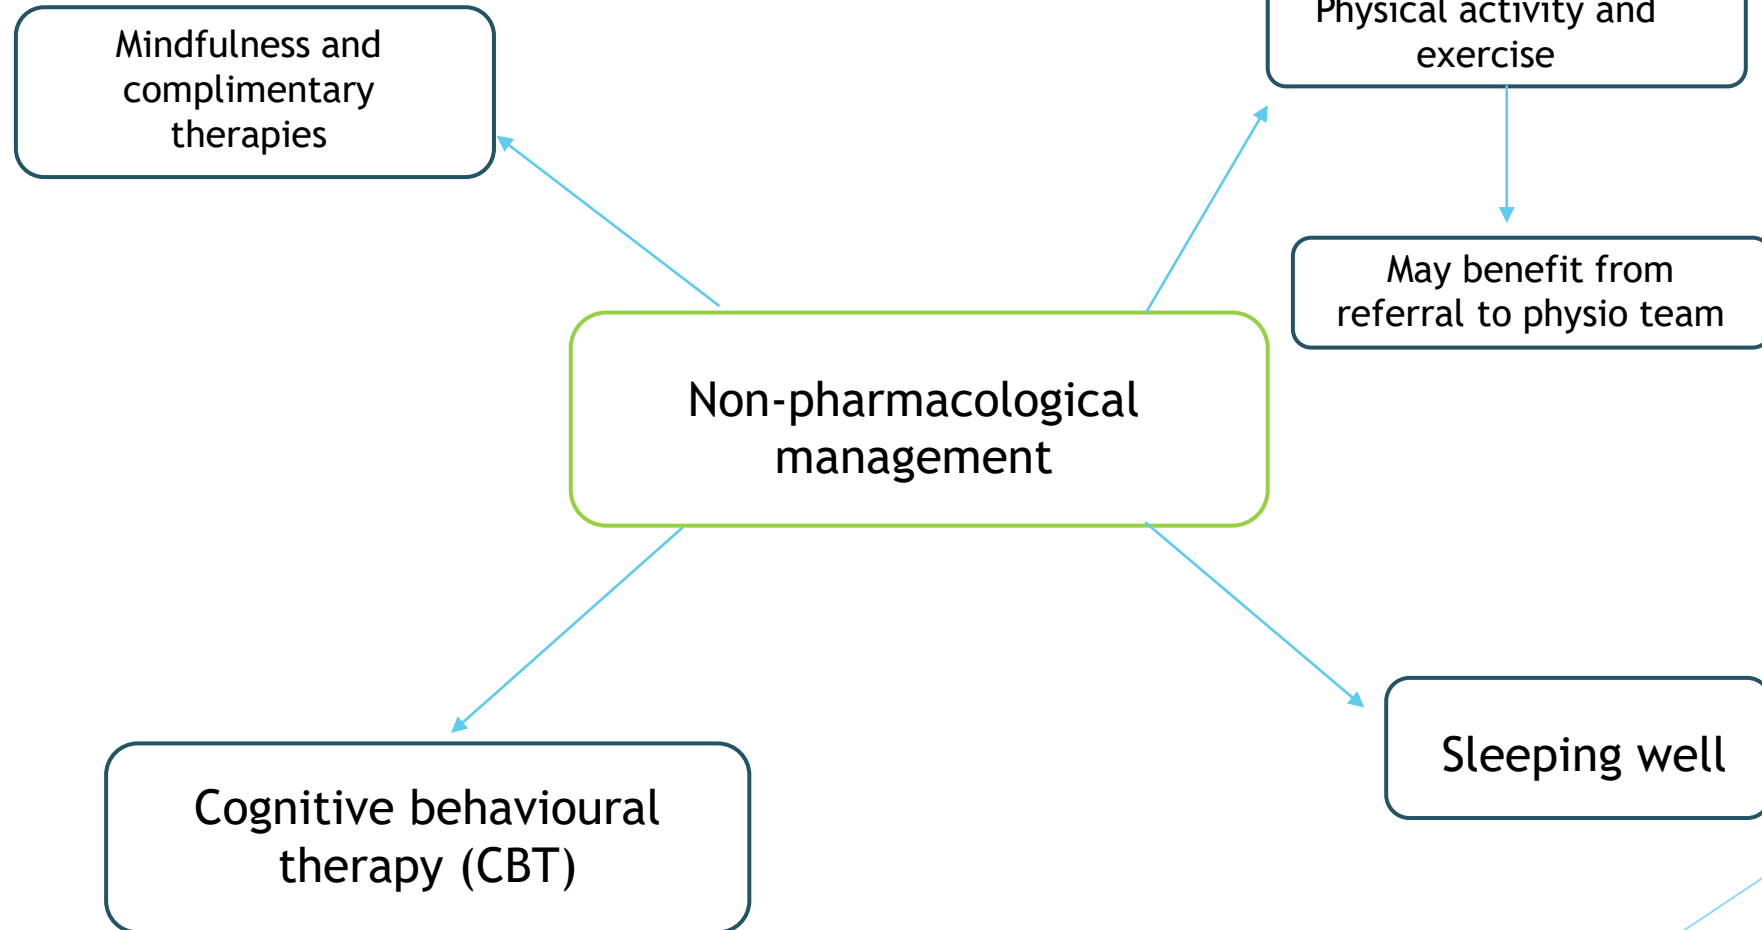 Mindfulness and
complimentary
therapies
Physical activity and
exercise
May benefit from
referral to physio team
Non-pharmacological
management
Cognitive behavioural
therapy (CBT)
Sleeping well